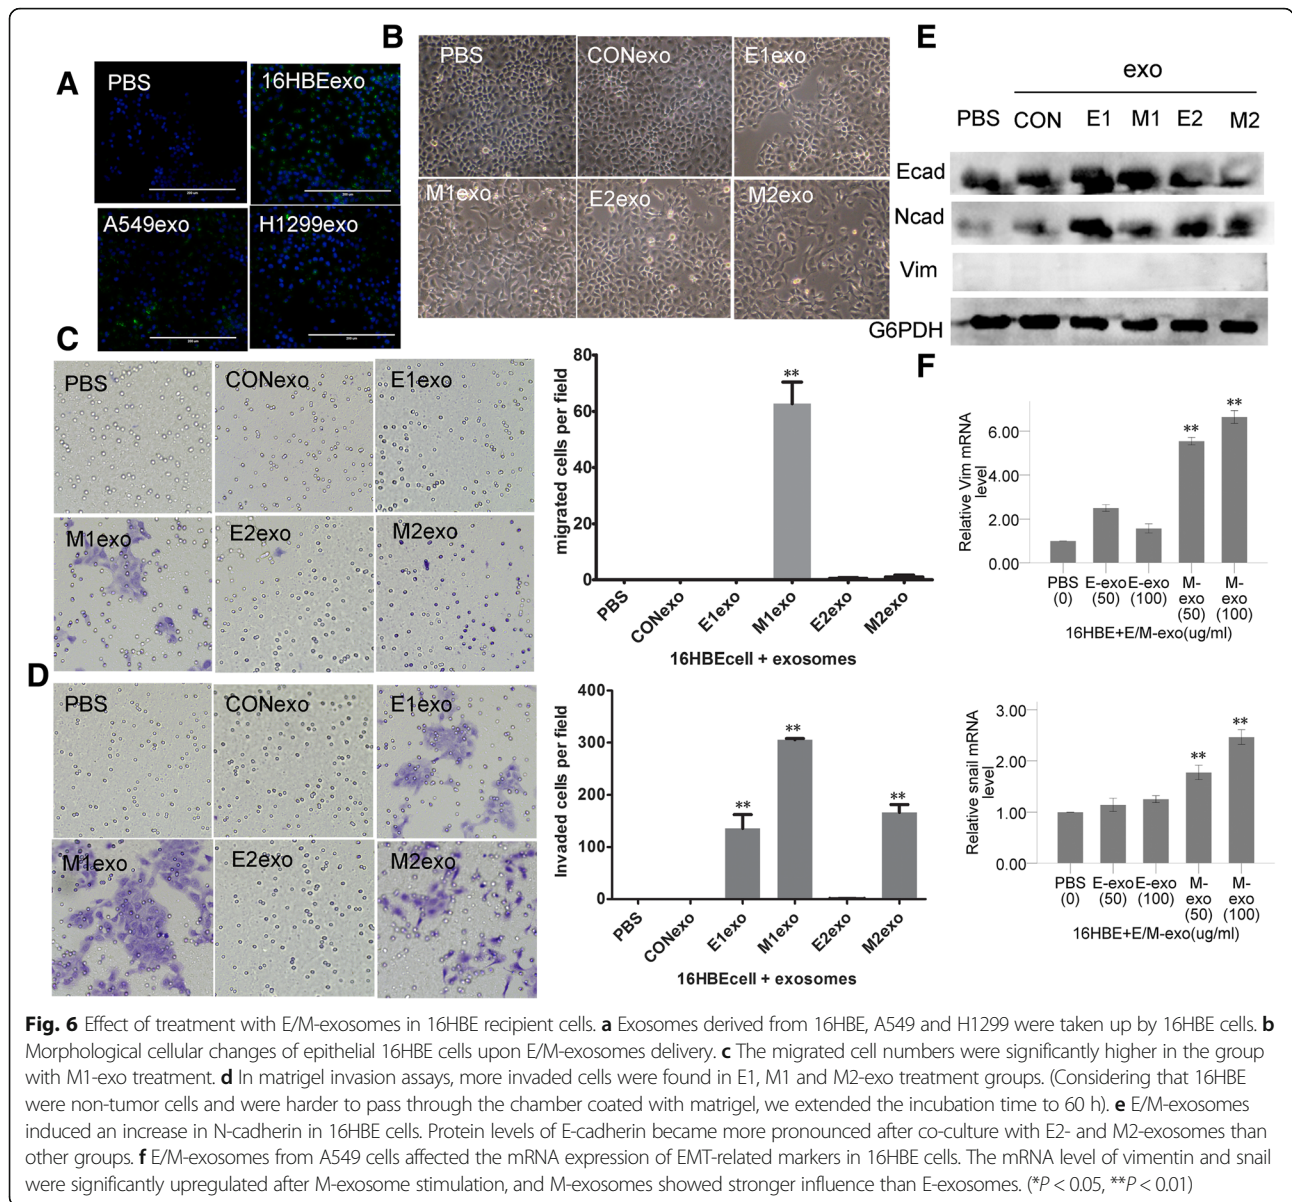 A
PBS
16HBEexo
A549exo
H1299exo
B
PBS
CONexo
E1exo
M1exo
E2exo
M2exo
E
exo
PBS CON E1 M1 E2 M2
Ecad
Ncad
Vim
G6PDH
C
PBS
CONexo
E1exo
M1exo
E2exo
M2exo
migrated cells per field
80
60
40
20
0
**
PBS
CONexo
E1exo
M1exo
E2exo
M2exo
16HBEcell + exosomes
F
Relative Vim mRNA
level
6.00
4.00
2.00
0.00
**
**
PBS E-exo E-exo M- M-
(0) (50) (100) exo exo
(50) (100)
16HBE+E/M-exo(ug/ml)
D
PBS
CONexo
E1exo
M1exo
E2exo
M2exo
Invaded cells per field
400
300
200
100
0
**
**
**
PBS
CONexo
E1exo
M1exo
E2exo
M2exo
16HBEcell + exosomes
Relative snail mRNA
level
3.00
2.00
1.00
0.00
**
**
PBS E-exo E-exo M- M-
(0) (50) (100) exo exo
(50) (100)
16HBE+E/M-exo(ug/ml)
Fig. 6 Effect of treatment with E/M-exosomes in 16HBE recipient cells. a Exosomes derived from 16HBE, A549 and H1299 were taken up by 16HBE cells. b
Morphological cellular changes of epithelial 16HBE cells upon E/M-exosomes delivery. c The migrated cell numbers were significantly higher in the group
with M1-exo treatment. d In matrigel invasion assays, more invaded cells were found in E1, M1 and M2-exo treatment groups. (Considering that 16HBE
were non-tumor cells and were harder to pass through the chamber coated with matrigel, we extended the incubation time to 60 h). e E/M-exosomes
induced an increase in N-cadherin in 16HBE cells. Protein levels of E-cadherin became more pronounced after co-culture with E2- and M2-exosomes than
other groups. f E/M-exosomes from A549 cells affected the mRNA expression of EMT-related markers in 16HBE cells. The mRNA level of vimentin and snail
were significantly upregulated after M-exosome stimulation, and M-exosomes showed stronger influence than E-exosomes. (*P < 0.05, **P < 0.01)